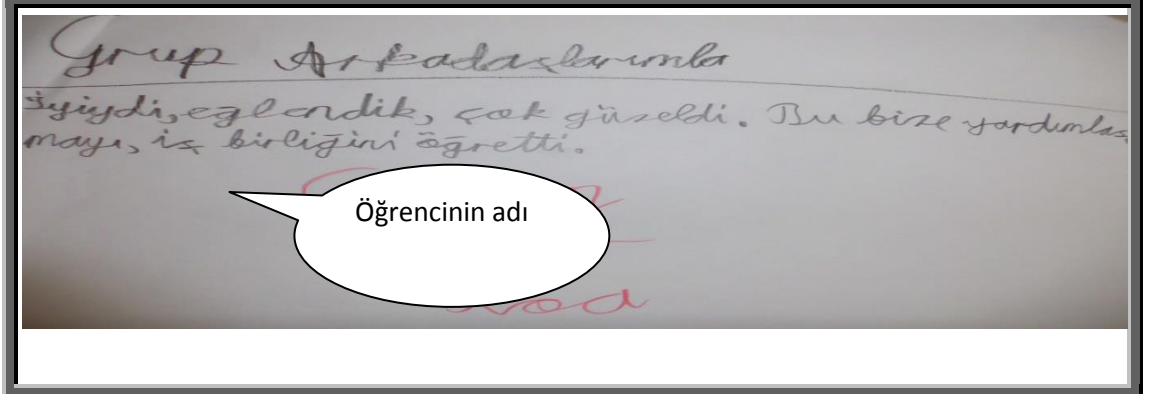 Grup Arkadaşlarımla
İyiydi, eğlendik, çok güzeldi. Bu bize yardımlaş
mayı, iş birliğini öğretti.
Öğrencinin adı